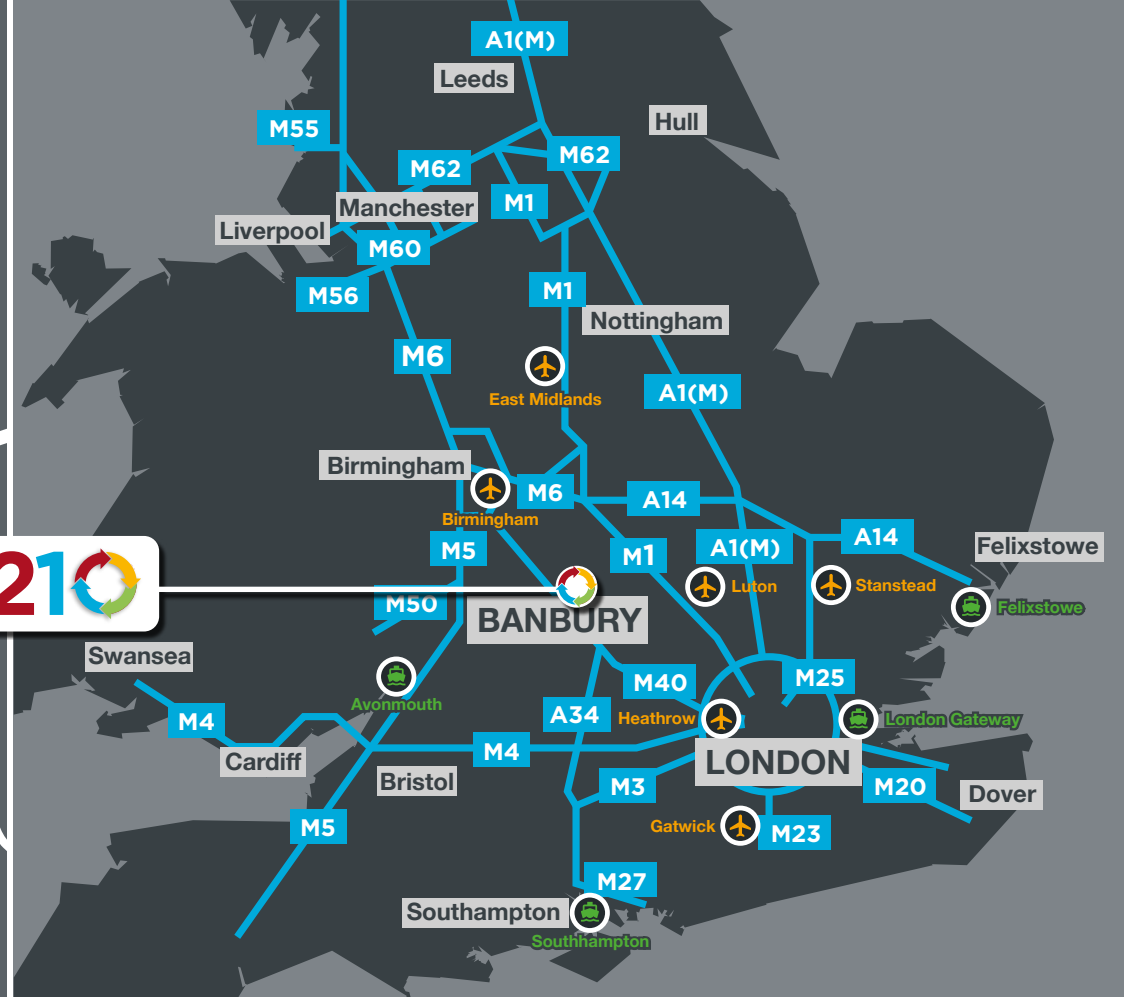 A1(M)
Leeds
Hull
M55
M62
M62
M1
Manchester
Liverpool
M60
M56
M1
Nottingham
M6
East Midlands
A1(M)
Birmingham
M6
A14
Birmingham
M5
M1
A1(M)
A14
Felixstowe
210
Luton
Stanstead
Felixstowe
M50
BANBURY
Swansea
M40
M25
Avonmouth
M4
A34
Heathrow
London Gateway
M4
Cardiff
LONDON
Bristol
M3
M20
Dover
M5
Gatwick
M23
M27
Southampton
Southhampton